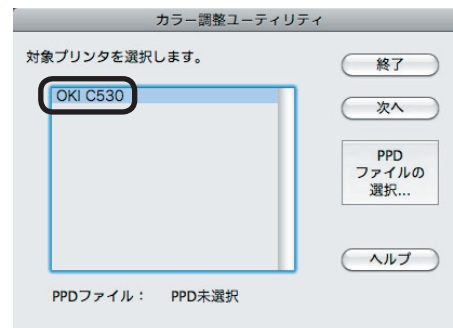 カラー調整ユーティリティ
対象プリンタを選択します。
OKI C530
終了
次へ
PPD
ファイルの
選択...
ヘルプ
PPDファイル： PPD未選択